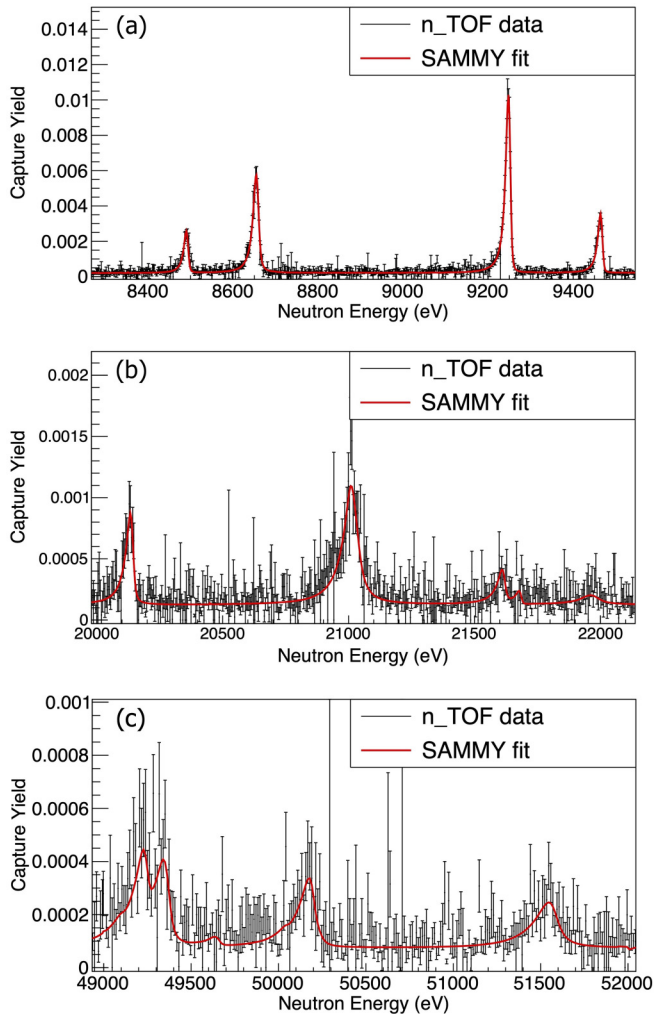 (a)
n_TOF data
SAMMY fit
Capture Yield
0.014
0.012
0.01
0.008
0.006
0.004
0.002
0
8400 8600 8800 9000 9200 9400
Neutron Energy (eV)
(b)
n_TOF data
SAMMY fit
Capture Yield
0.002
0.0015
0.001
0.0005
0
20000 20500 21000 21500 22000
Neutron Energy (eV)
(c)
n_TOF data
SAMMY fit
Capture Yield
0.001
0.0008
0.0006
0.0004
0.0002
0
49000 49500 50000 50500 51000 51500 52000
Neutron Energy (eV)